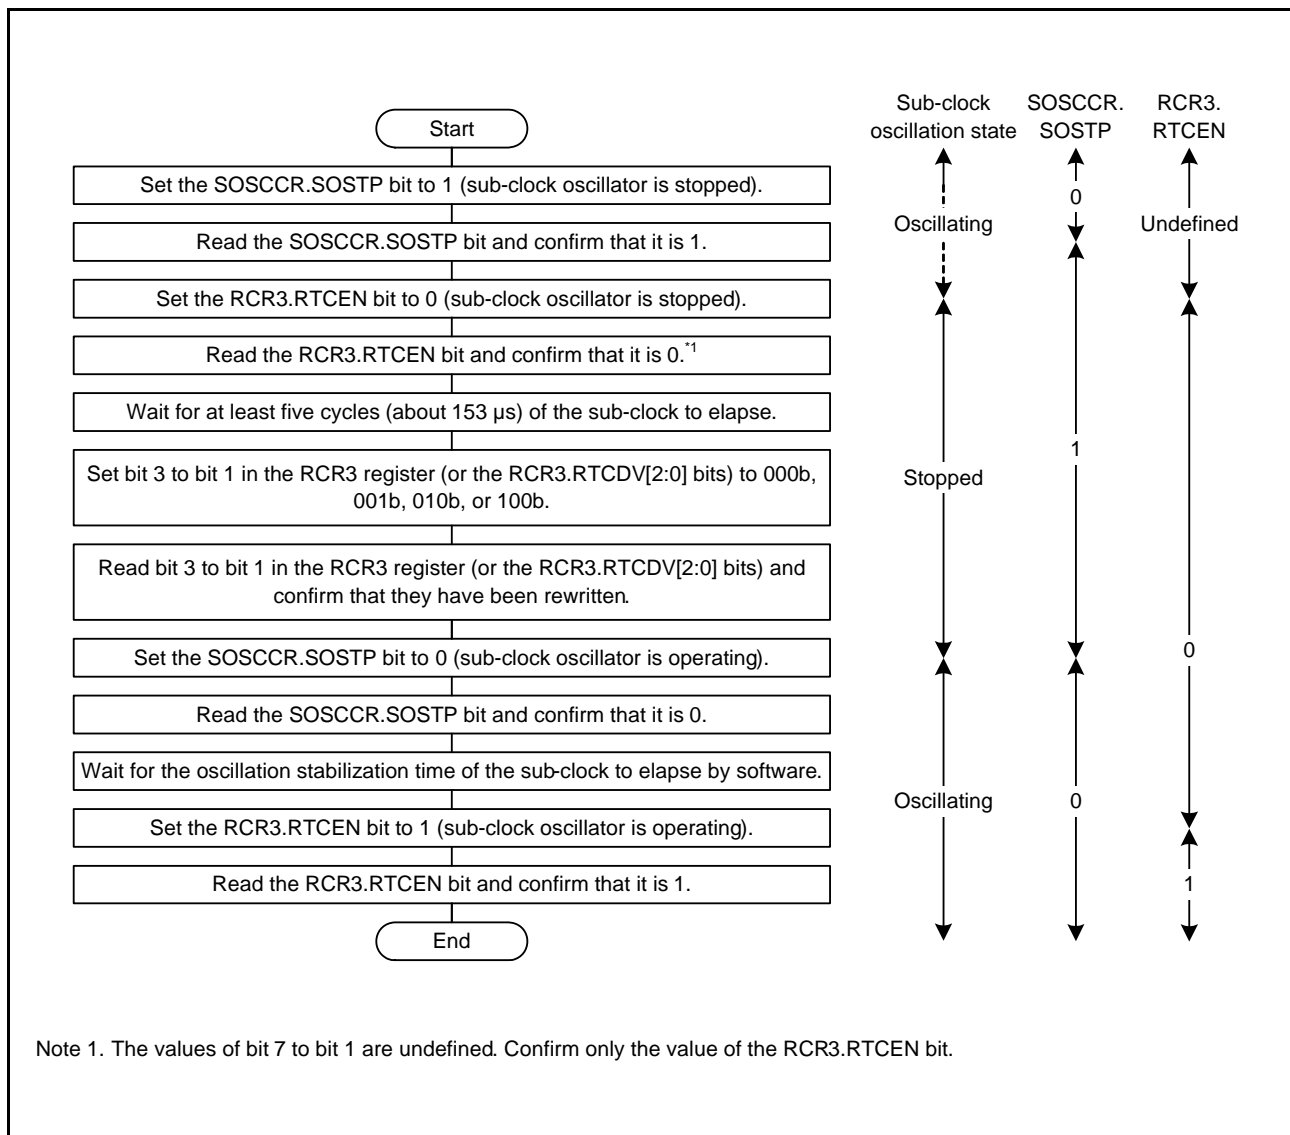 Sub-clock oscillation state
SOSCCR. SOSTP
RCR3. RTCEN
Start
Set the SOSCCR.SOSTP bit to 1 (sub-clock oscillator is stopped).
Read the SOSCCR.SOSTP bit and confirm that it is 1.
Set the RCR3.RTCEN bit to 0 (sub-clock oscillator is stopped).
Read the RCR3.RTCEN bit and confirm that it is 0.*1
Wait for at least five cycles (about 153 µs) of the sub-clock to elapse.
Set bit 3 to bit 1 in the RCR3 register (or the RCR3.RTCDV[2:0] bits) to 000b,
001b, 010b, or 100b.
Read bit 3 to bit 1 in the RCR3 register (or the RCR3.RTCDV[2:0] bits) and
confirm that they have been rewritten.
Set the SOSCCR.SOSTP bit to 0 (sub-clock oscillator is operating).
Read the SOSCCR.SOSTP bit and confirm that it is 0.
Wait for the oscillation stabilization time of the sub-clock to elapse by software.
Set the RCR3.RTCEN bit to 1 (sub-clock oscillator is operating).
Read the RCR3.RTCEN bit and confirm that it is 1.
End
Oscillating
Stopped
Oscillating
0
1
0
Undefined
0
1
Note 1. The values of bit 7 to bit 1 are undefined. Confirm only the value of the RCR3.RTCEN bit.